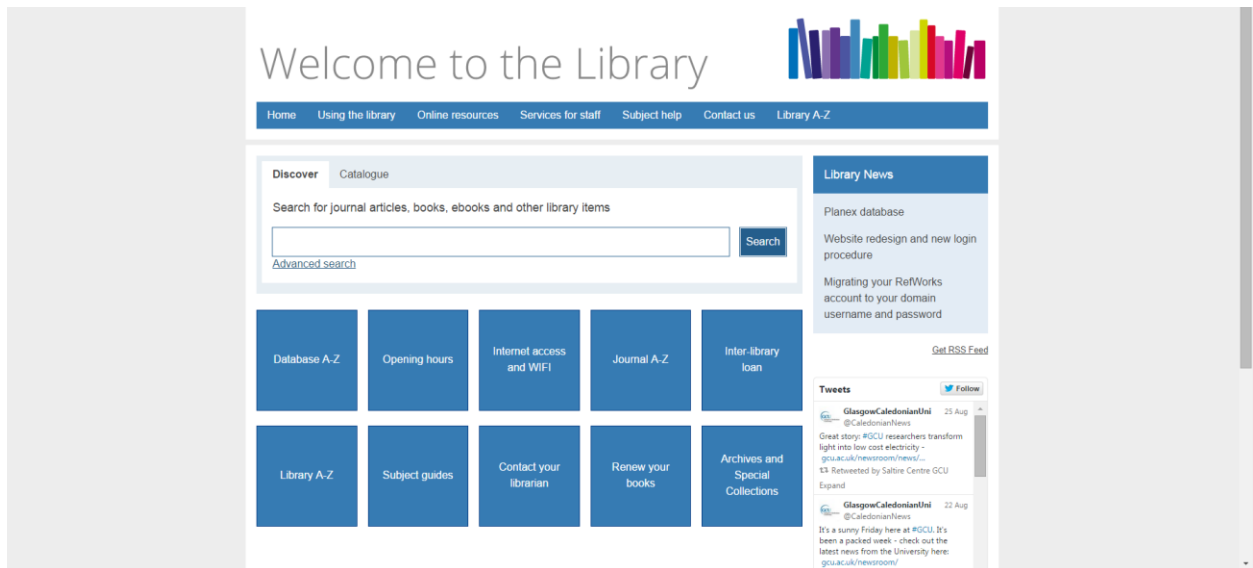 Welcome to the Library
Home Using the library Online resources Services for staff Subject help Contact us Library A-Z
Discover Catalogue
Search for journal articles, books, ebooks and other library items
Search
Advanced search
Database A-Z
Opening hours
Internet access
and WIFI
Journal A-Z
Inter-library
loan
Library A-Z
Subject guides
Contact your
librarian
Renew your
books
Archives and
Special
Collections
Library News
Planex database
Website redesign and new login
procedure
Migrating your RefWorks
account to your domain
username and password
Get RSS Feed
Tweets Follow
GlasgowCaledonianUni 25 Aug
@CaledonianNews
Great story: #GCU researchers transform
light into low cost electricity -
gcu.ac.uk/newsroom/news/...
Retweeted by Saltire Centre GCU
Expand
GlasgowCaledonianUni 22 Aug
@CaledonianNews
It's a sunny Friday here at #GCU. It's
been a packed week - check out the
latest news from the University here:
gcu.ac.uk/newsroom/